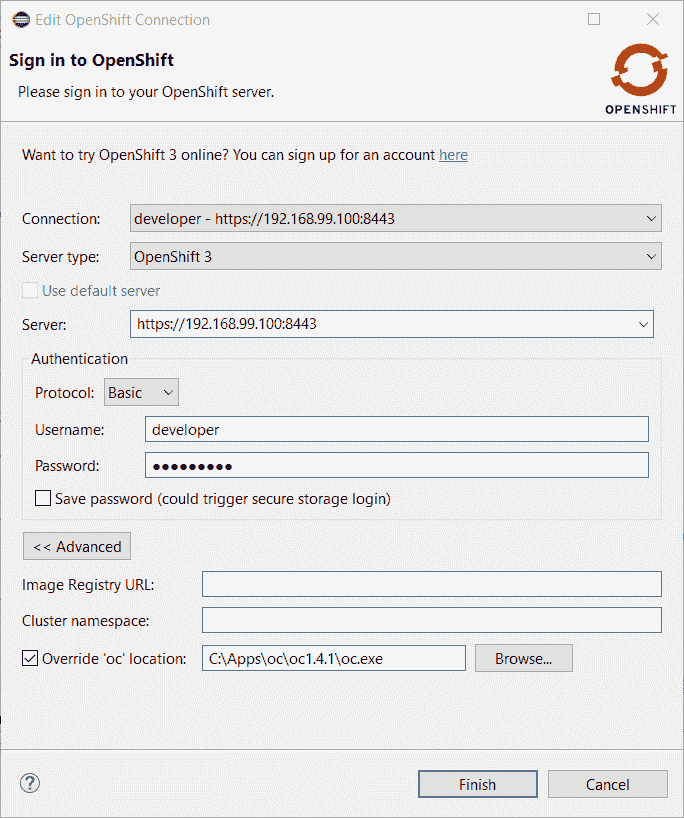 Edit OpenShift Connection
Sign in to OpenShift
Please sign in to your OpenShift server.
OPENSHIFT
Want to try OpenShift 3 online? You can sign up for an account here
Connection: developer - https://192.168.99.100:8443
Server type: OpenShift 3
Use default server
Server: https://192.168.99.100:8443
Authentication
Protocol: Basic
Username: developer
Password: ●●●●●●●●●
Save password (could trigger secure storage login)
<< Advanced
Image Registry URL:
Cluster namespace:
Override 'oc' location: C:\Apps\oc\oc1.4.1\oc.exe Browse...
? Finish Cancel